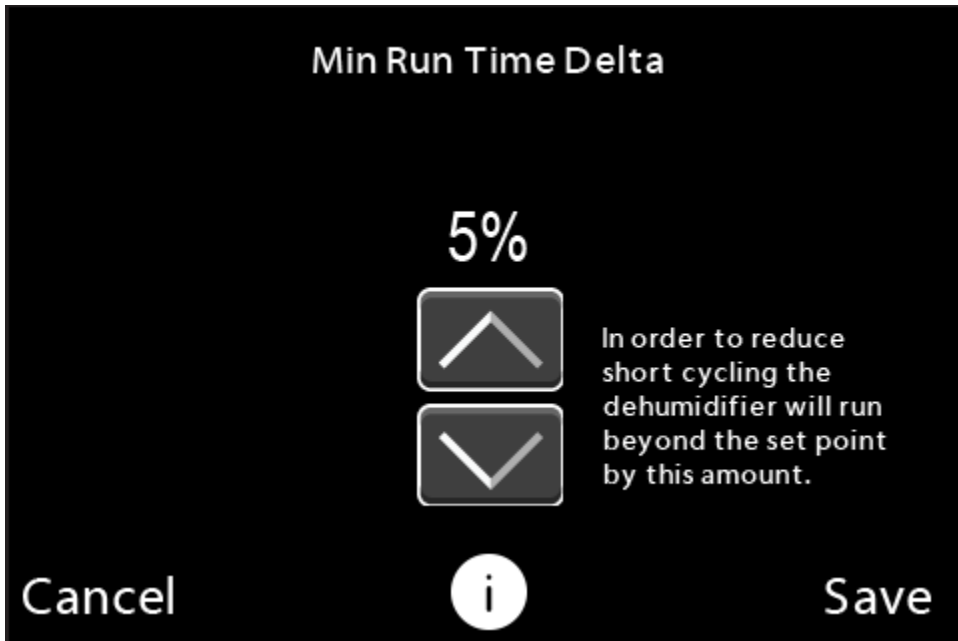 Min Run Time Delta
5%
In order to reduce
short cycling the
dehumidifier will run
beyond the set point
by this amount.
Cancel
i
Save